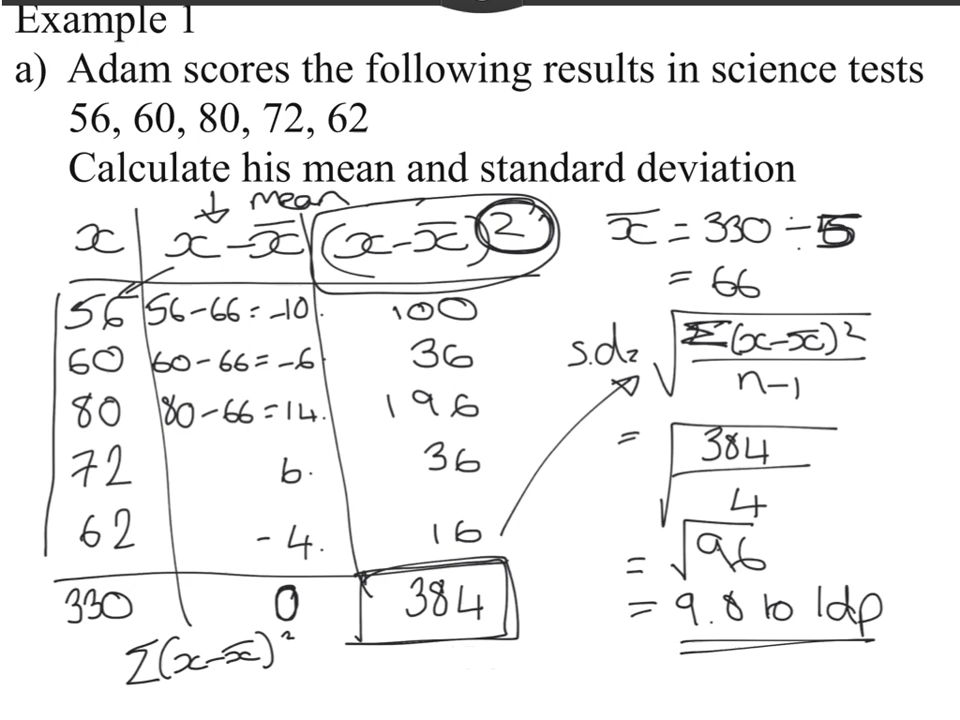 Example 1
a) Adam scores the following results in science tests
56, 60, 80, 72, 62
Calculate his mean and standard deviation
↓ mean
x | x - x̄ | (x - x̄)²
56 | 56 - 66 = -10. | 100
60 | 60 - 66 = -6 | 36
80 | 80 - 66 = 14. | 196
72 | 6. | 36
62 | - 4. | 16
330 | 0 | 384
Σ(x - x̄)²
x̄ = 330 ÷ 5
= 66
s.d = √(Σ(x - x̄)² / n - 1)
= √(384 / 4)
= √96
= 9.8 to 1dp